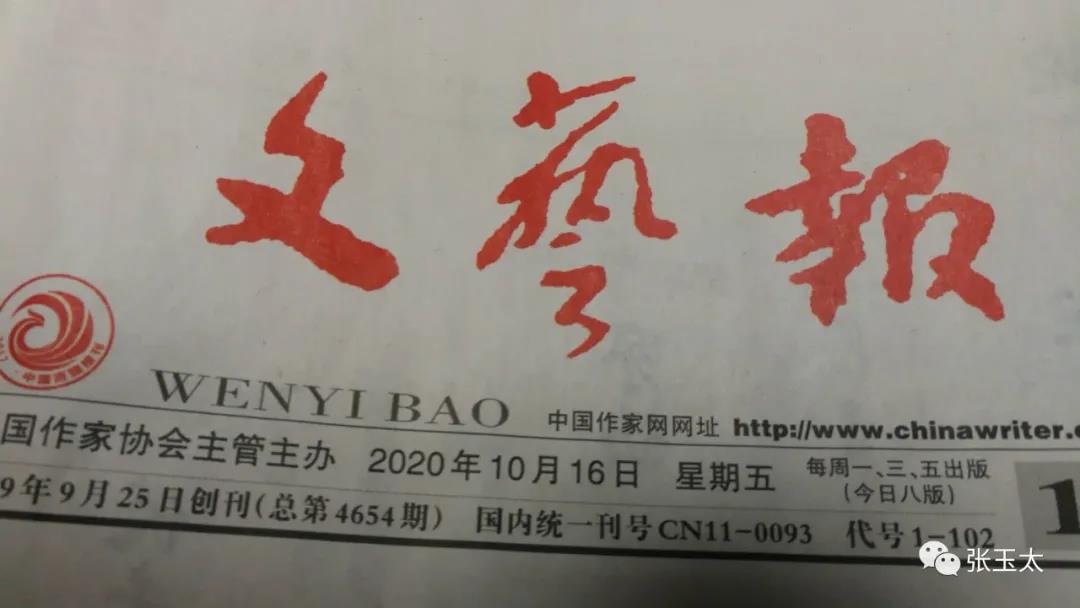 文藝報
WENYI BAO 中国作家网网址 http://www.chinawriter.c
国作家协会主管主办 2020年10月16日 星期五 每周一、三、五出版
(今日八版)
9年9月25日创刊(总第4654期) 国内统一刊号CN11-0093 代号1-102
1
张玉太